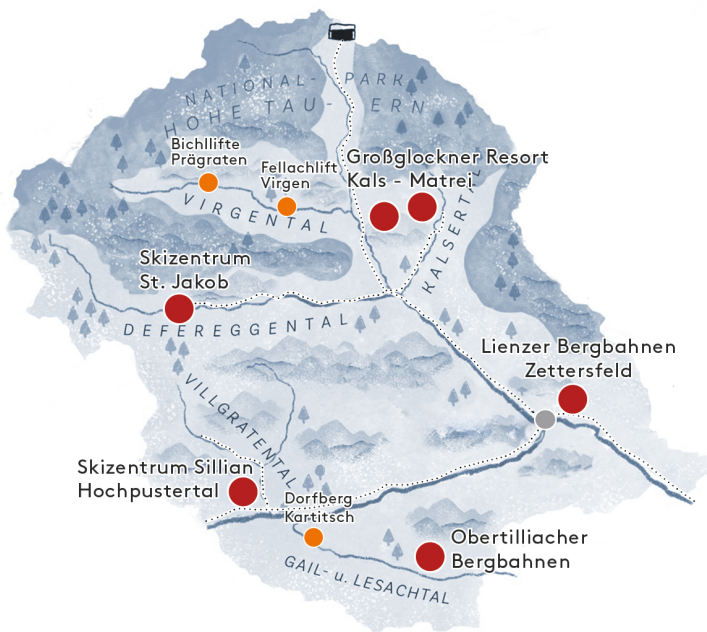 NATIONAL- PARK
HOHE TAU- ERN
Bichllifte
Prägraten
Fellachlift
Virgen
Großglockner Resort
Kals - Matrei
VIRGENTAL
KALSERTAL
Skizentrum
St. Jakob
DEFEREGGENTAL
Lienzer Bergbahnen
Zettersfeld
VILLGRATENTAL
Skizentrum Sillian
Hochpustertal
Dorfberg
Kartitsch
Obertilliacher
Bergbahnen
GAIL- u. LESACHTAL